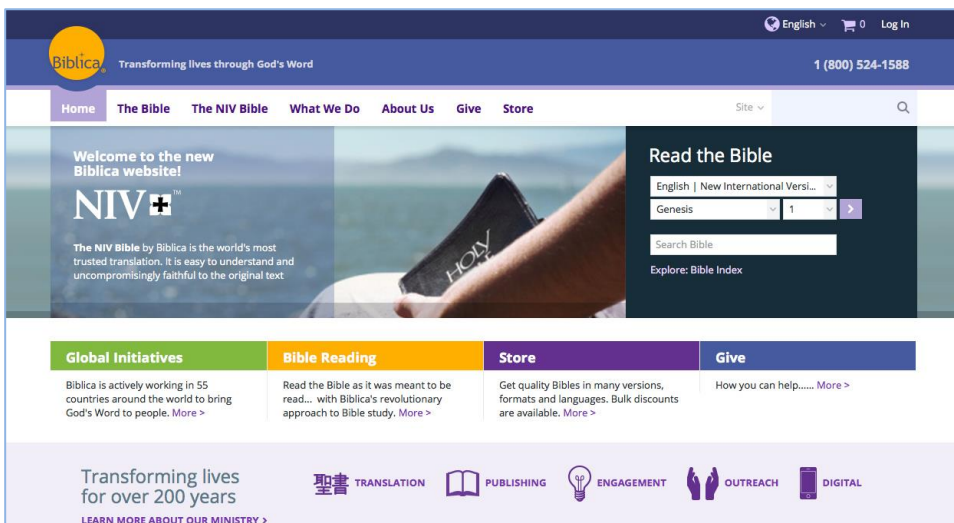 English 0 Log In
Biblica Transforming lives through God's Word 1 (800) 524-1588
Home The Bible The NIV Bible What We Do About Us Give Store Site
Welcome to the new
Biblica website!
NIV™
The NIV Bible by Biblica is the world's most
trusted translation. It is easy to understand and
uncompromisingly faithful to the original text
HOLY
Read the Bible
English | New International Versi...
Genesis 1 >
Search Bible
Explore: Bible Index
Global Initiatives
Biblica is actively working in 55
countries around the world to bring
God's Word to people. More >
Bible Reading
Read the Bible as it was meant to be
read... with Biblica's revolutionary
approach to Bible study. More >
Store
Get quality Bibles in many versions,
formats and languages. Bulk discounts
are available. More >
Give
How you can help...... More >
Transforming lives
for over 200 years
LEARN MORE ABOUT OUR MINISTRY >
聖書 TRANSLATION PUBLISHING ENGAGEMENT OUTREACH DIGITAL